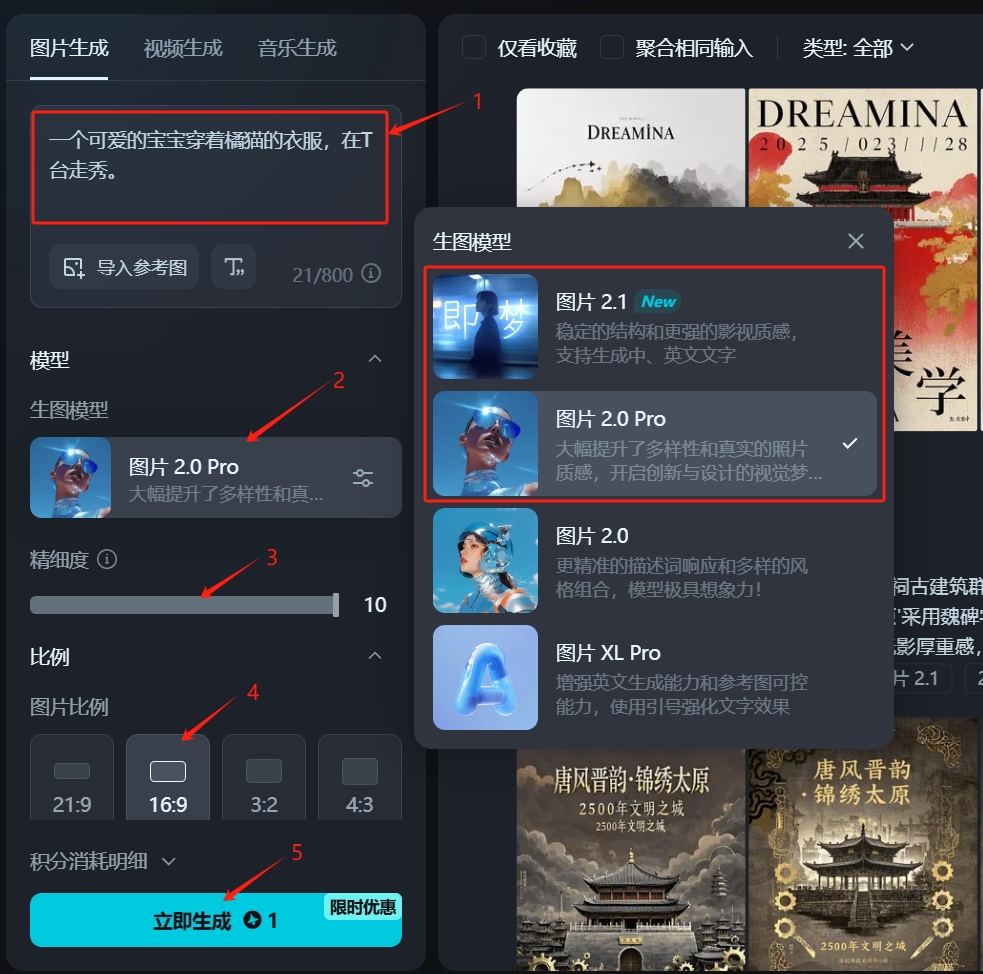 图片生成 视频生成 音乐生成
一个可爱的宝宝穿着橘猫的衣服，在T
台走秀。
导入参考图
21/800
模型
生图模型
图片 2.0 Pro
大幅提升了多样性和真...
精细度
10
比例
图片比例
21:9 16:9 3:2 4:3
积分消耗明细
立即生成 1
限时优惠
1
2
3
4
5
仅看收藏 聚合相同输入 类型: 全部
DREAMINA
DREAMINA
2025/023///28
生图模型
图片 2.1 New
稳定的结构和更强的影视质感，
支持生成中、英文文字
即梦
图片 2.0 Pro
大幅提升了多样性和真实的照片
质感，开启创新与设计的视觉梦...
图片 2.0
更精准的描述词响应和多样的风
格组合，模型极具想象力！
图片 XL Pro
增强英文生成能力和参考图可控
能力，使用引号强化文字效果
A
美
学
祠古建筑群
采用魏碑
影厚重感，
片 2.1
2
唐风晋韵·锦绣太原
2500年文明之城
2500年文明之城
唐风晋韵
·锦绣太原
2500年文明之城